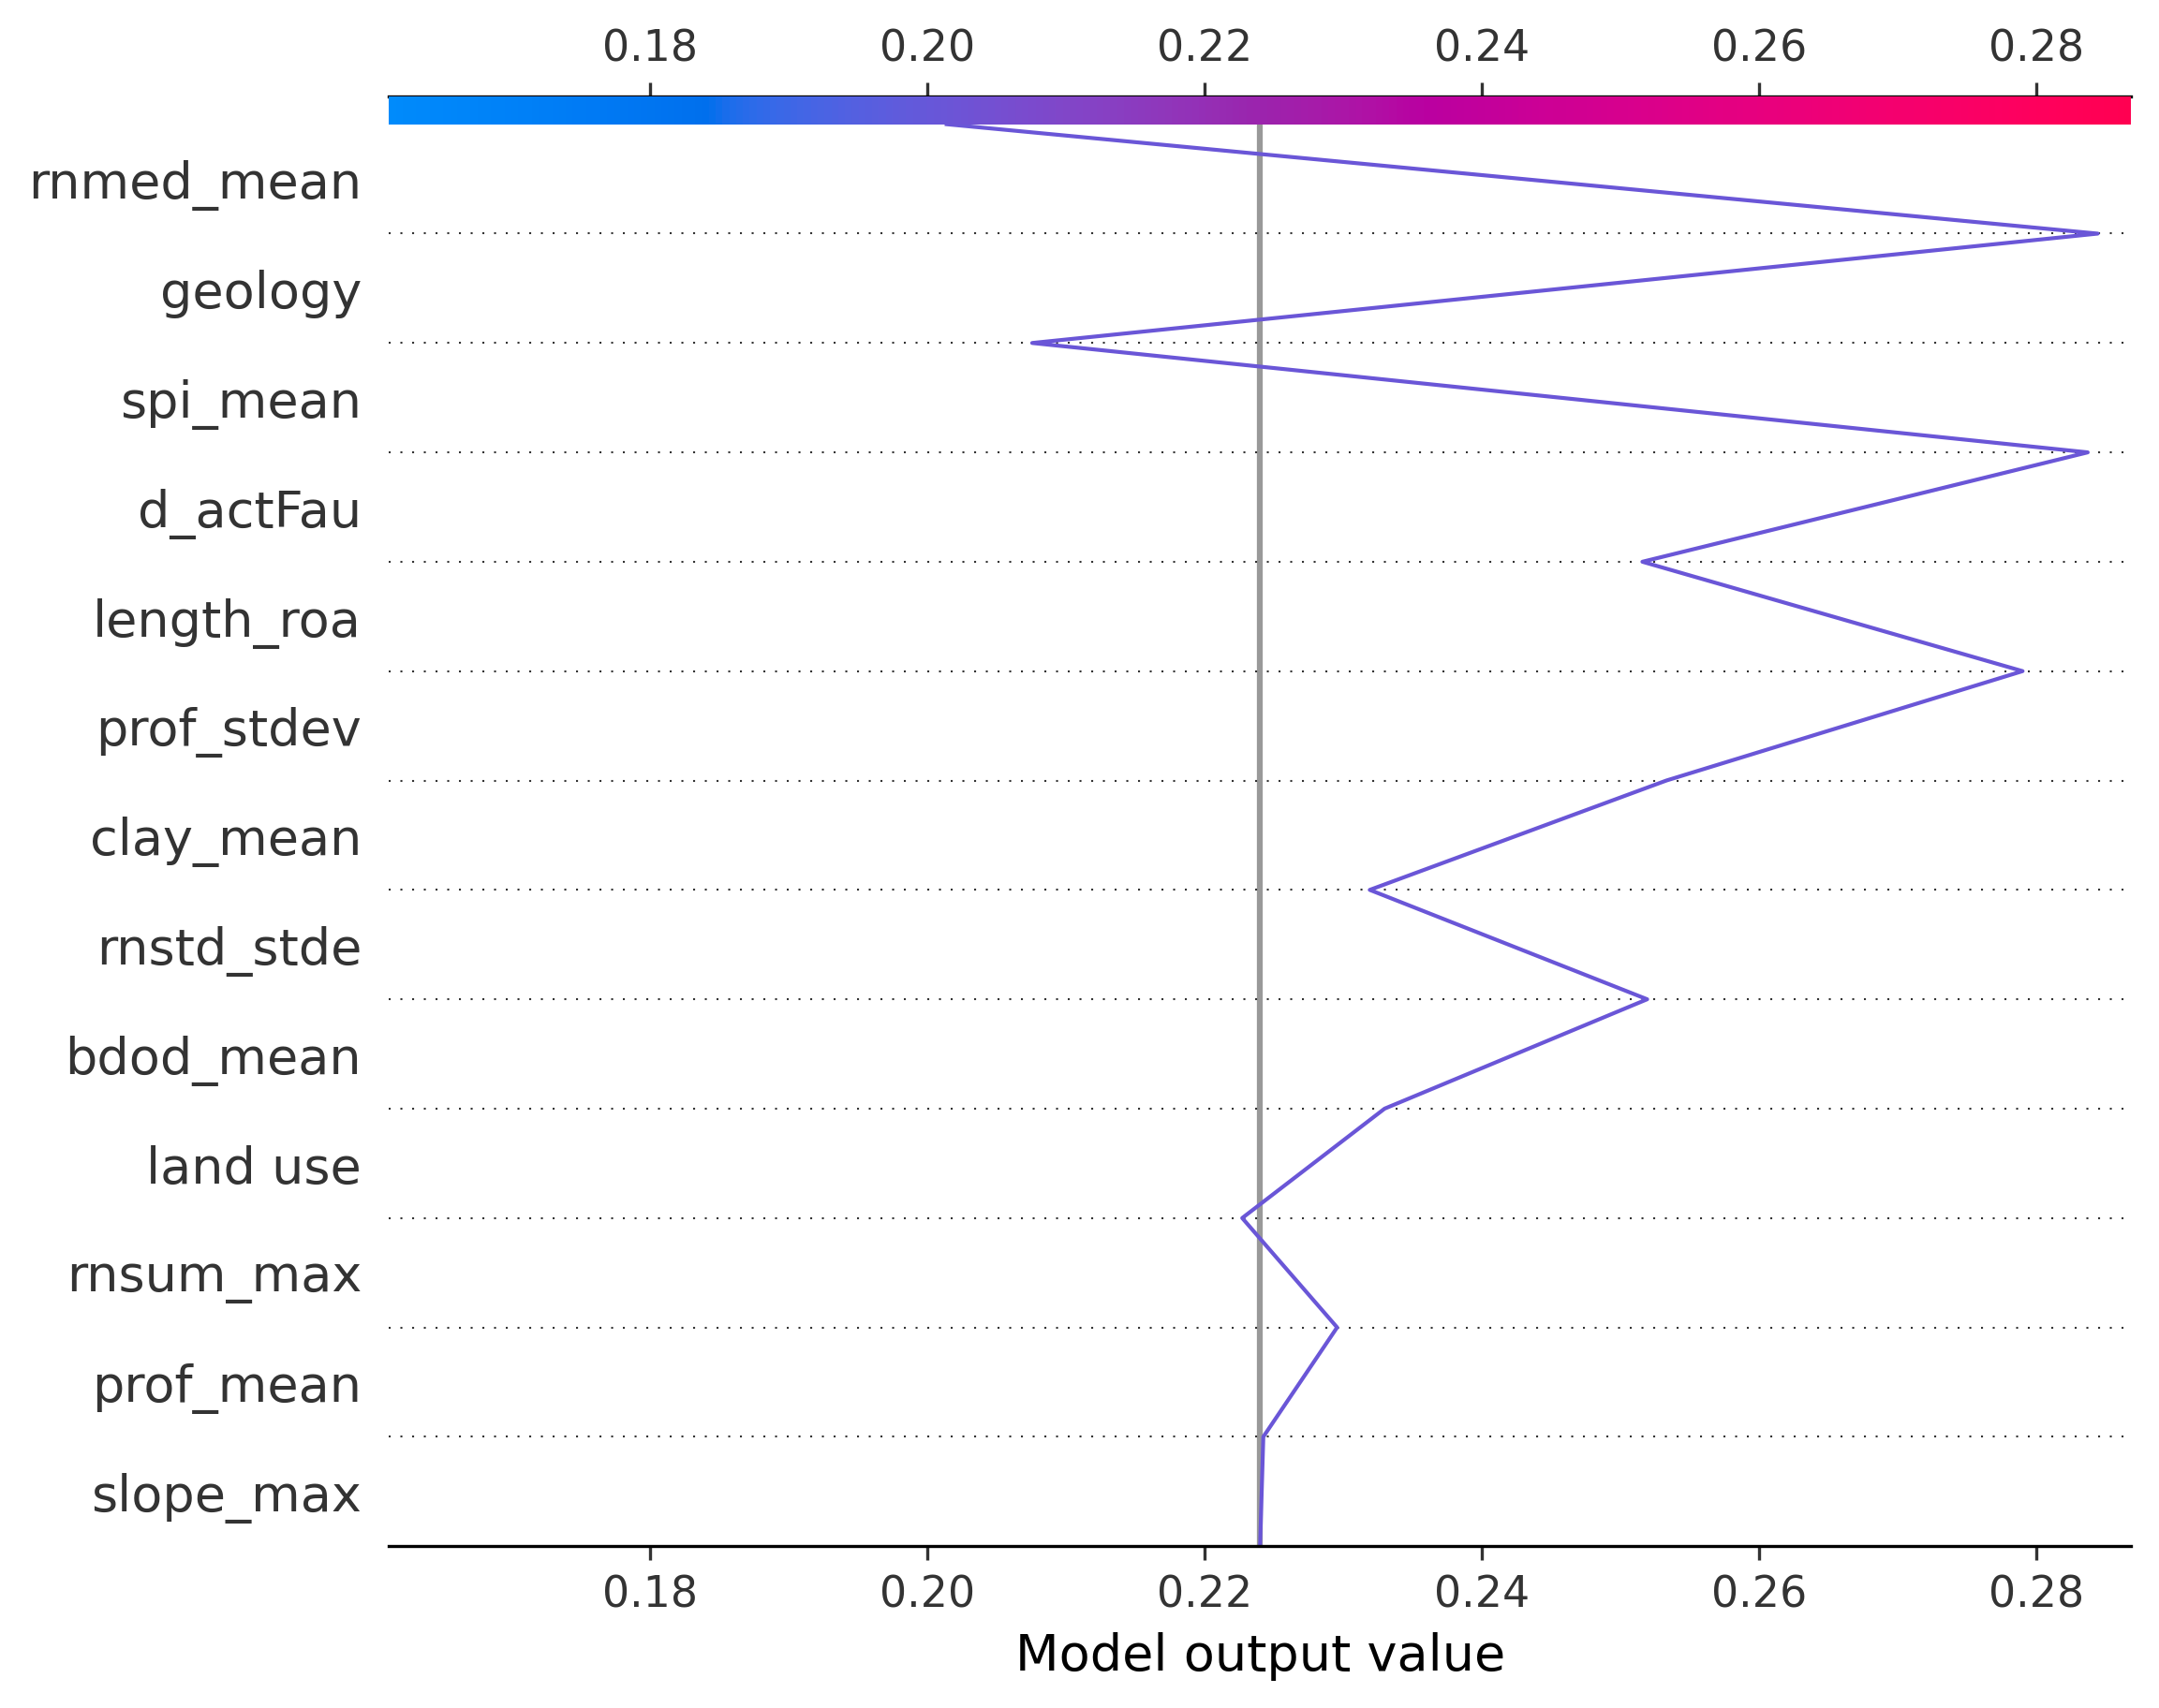 0.18 0.20 0.22 0.24 0.26 0.28
rnmed_mean
geology
spi_mean
d_actFau
length_roa
prof_stdev
clay_mean
rnstd_stde
bdod_mean
land use
rnsum_max
prof_mean
slope_max
0.18 0.20 0.22 0.24 0.26 0.28
Model output value